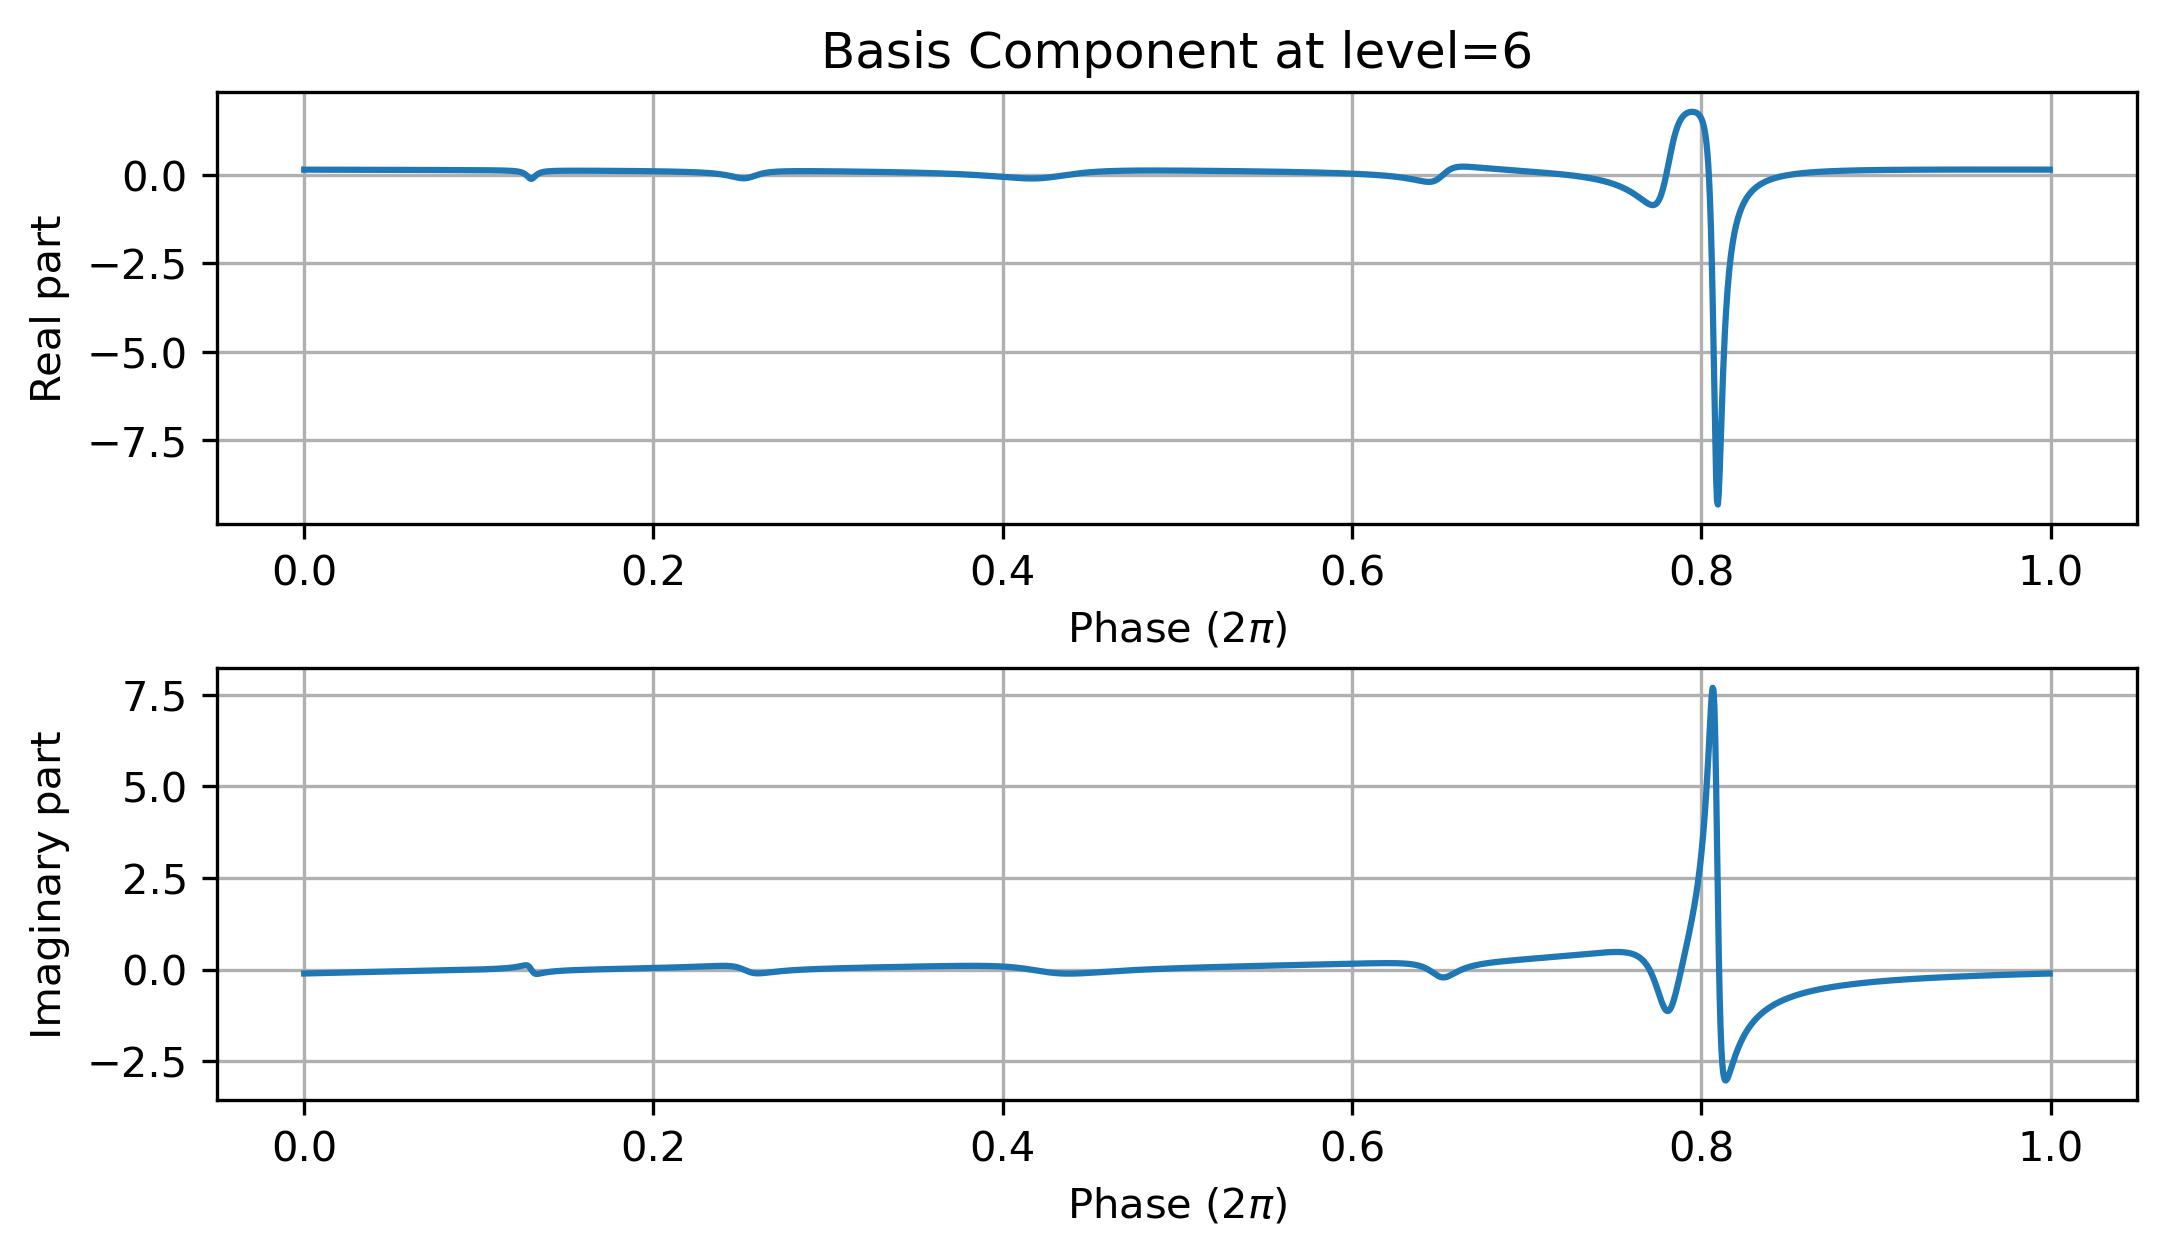 Basis Component at level=6
Real part
0.0
−2.5
−5.0
−7.5
0.0 0.2 0.4 0.6 0.8 1.0
Phase (2π)
Imaginary part
7.5
5.0
2.5
0.0
−2.5
0.0 0.2 0.4 0.6 0.8 1.0
Phase (2π)